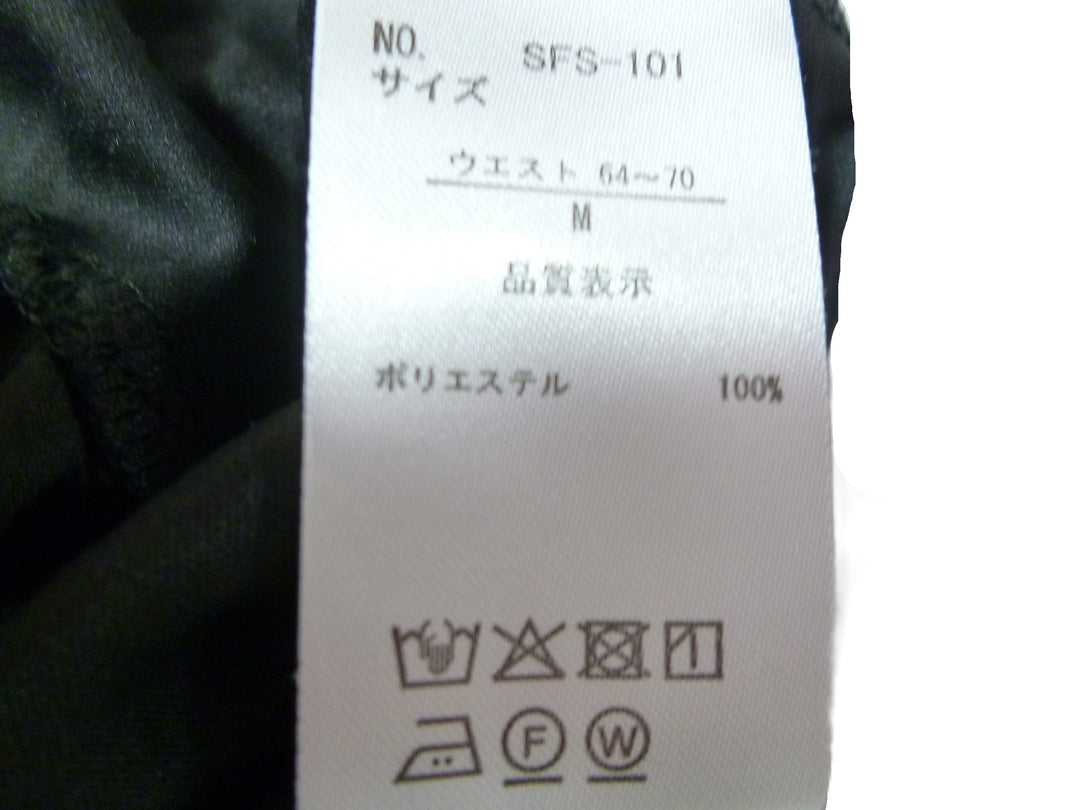 NO. SFS-101
サイズ
ウエスト 64～70
M
品質表示
ポリエステル 100%
F W